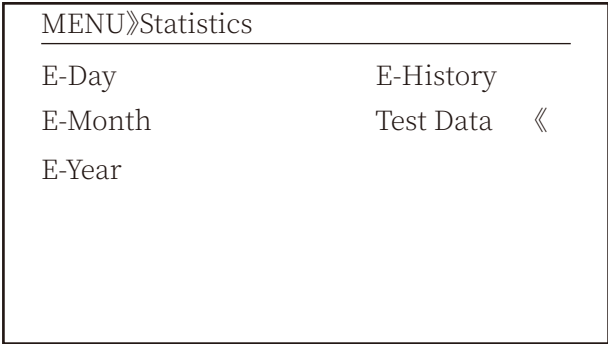 MENU》Statistics
E-Day E-History
E-Month Test Data 《
E-Year